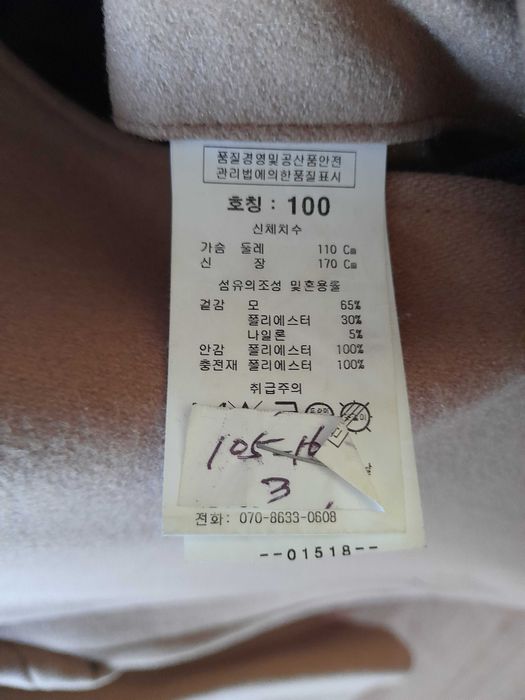 품질경영및공산품안전
관리법에의한품질표시
호칭 : 100
신체치수
가슴 둘레 110 Cm
신 장 170 Cm
섬유의조성 및혼용율
겉감 모 65%
폴리에스터 30%
나일론 5%
안감 폴리에스터 100%
충전재 폴리에스터 100%
취급주의
105-16
3
전화: 070-8633-0608
--01518--